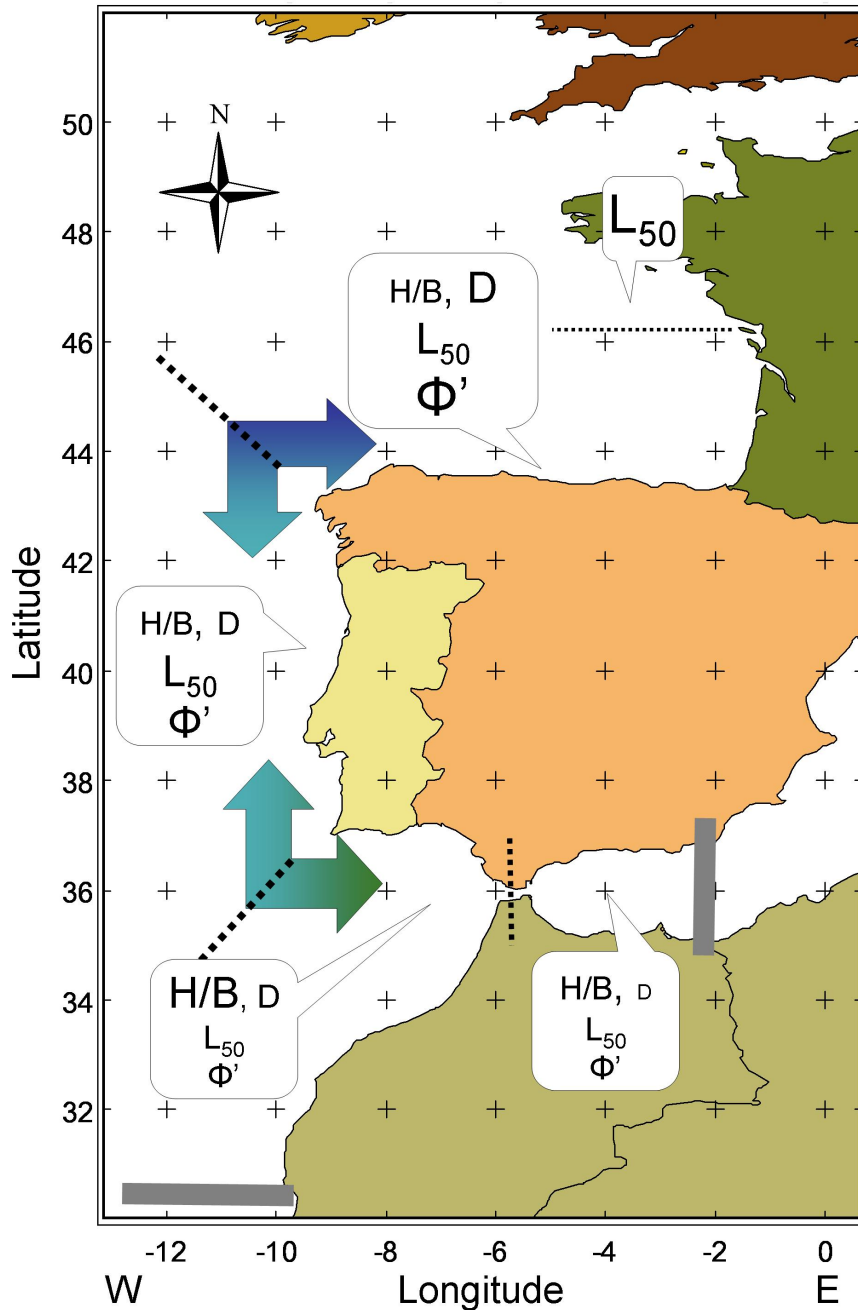 N
50
48
46
44
42
40
38
36
34
32
Latitude
L50
H/B, D
L50
Φ’
H/B, D
L50
Φ’
H/B, D
L50
Φ’
H/B, D
L50
Φ’
-12 -10 -8 -6 -4 -2 0
W Longitude E